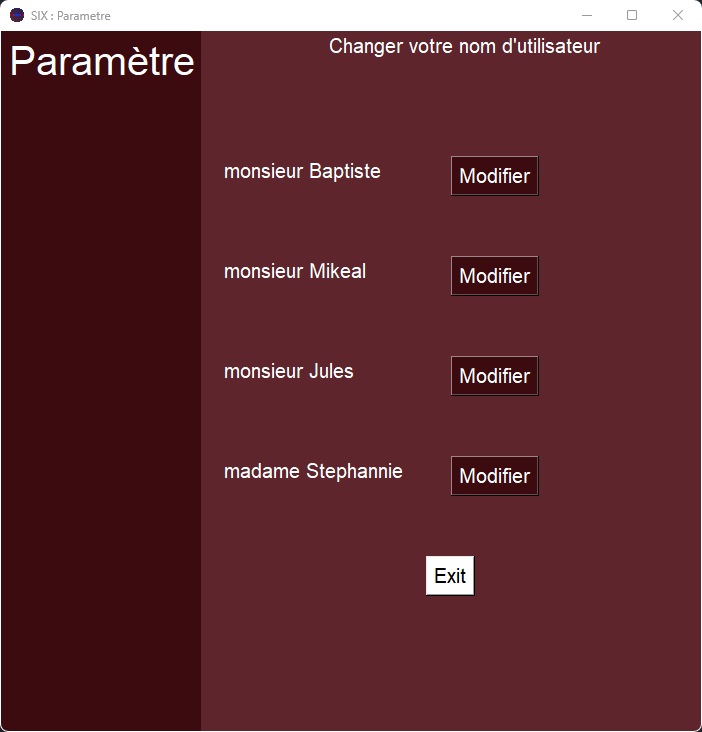 SIX : Parametre
Paramètre
Changer votre nom d'utilisateur
monsieur Baptiste
Modifier
monsieur Mikeal
Modifier
monsieur Jules
Modifier
madame Stephannie
Modifier
Exit